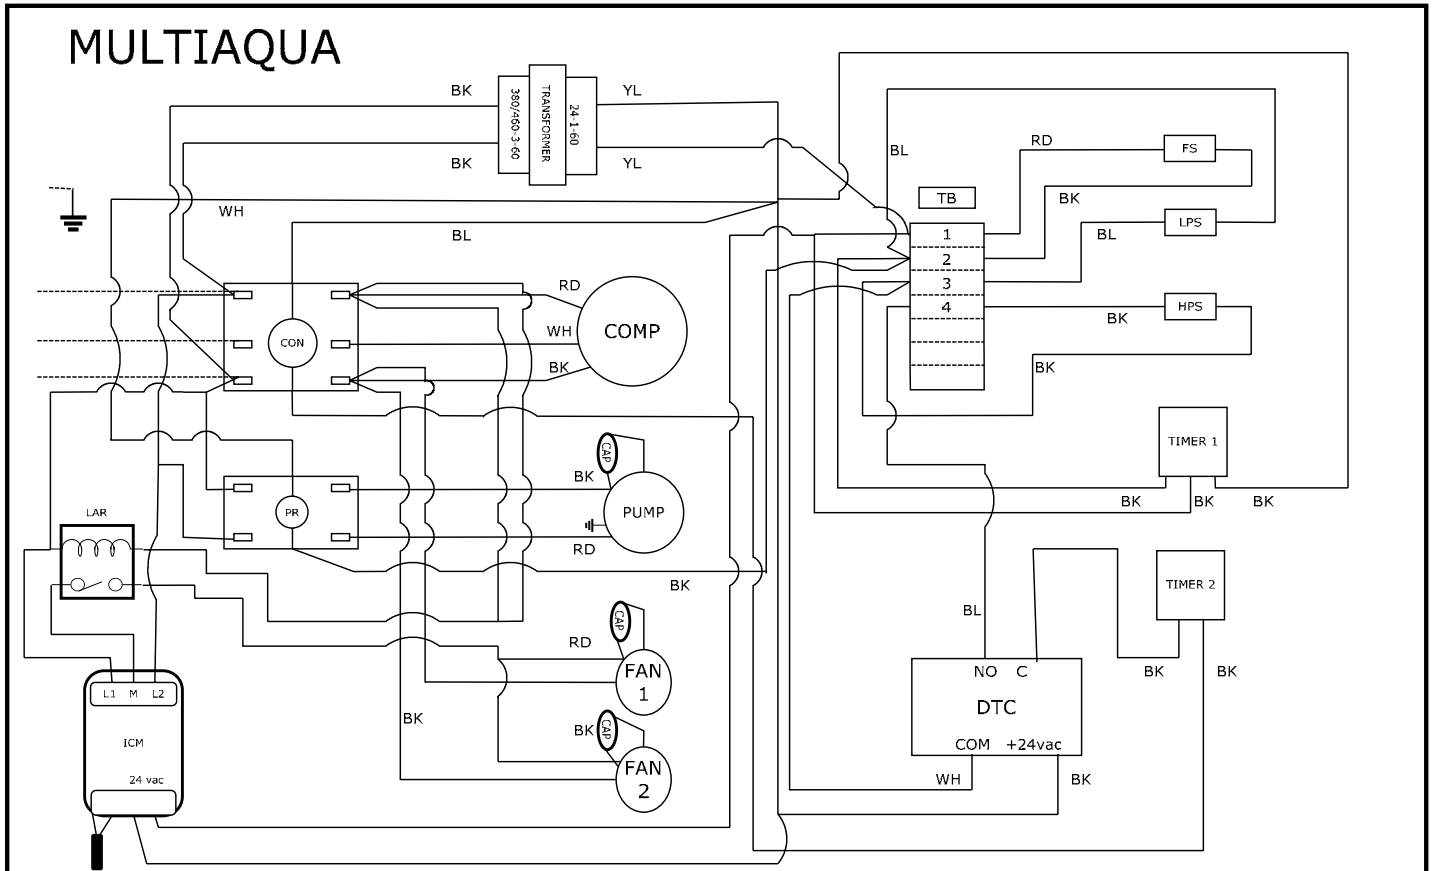 MULTIAQUA
BK
380/460-3-60
TRANSFORMER
24-1-60
YL
BK
YL
WH
BL
BL
RD
FS
TB
BK
BL
LPS
1
2
3
4
BK
HPS
BK
RD
WH
COMP
BK
CON
TIMER 1
BK
BK
BK
CAP
BK
PUMP
RD
PR
LAR
BK
TIMER 2
BL
BK
BK
CAP
RD
FAN
1
BK
BK
CAP
FAN
2
NO
C
DTC
COM
+24vac
WH
BK
L1
M
L2
ICM
24 vac